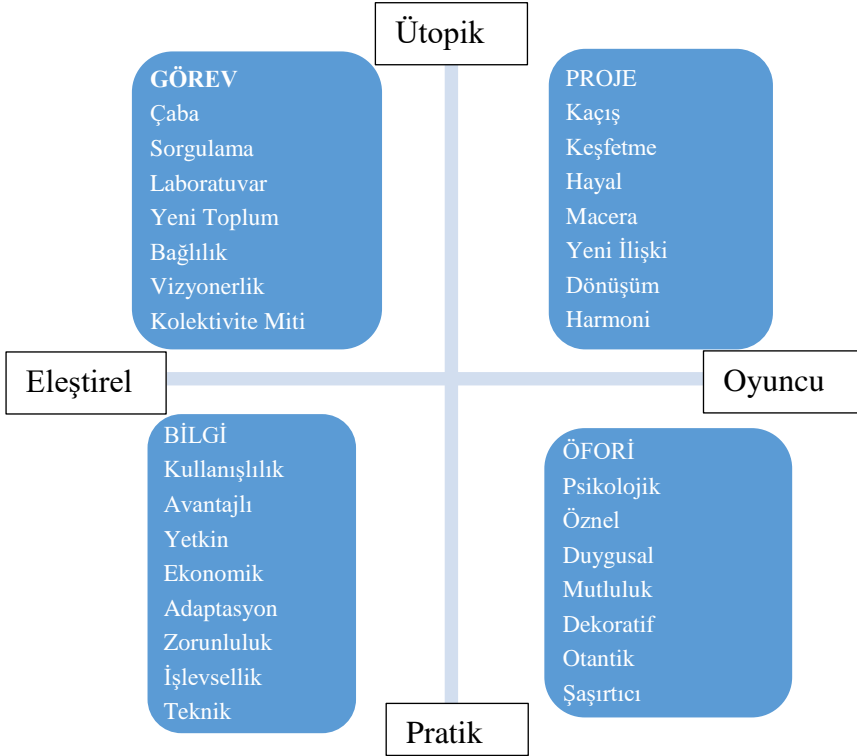 Ütopik
GÖREV
Çaba
Sorgulama
Laboratuvar
Yeni Toplum
Bağlılık
Vizyonerlik
Kolektivite Miti
PROJE
Kaçış
Keşfetme
Hayal
Macera
Yeni İlişki
Dönüşüm
Harmoni
Eleştirel
Oyuncu
BİLGİ
Kullanışlılık
Avantajlı
Yetkin
Ekonomik
Adaptasyon
Zorunluluk
İşlevsellik
Teknik
ÖFORİ
Psikolojik
Öznel
Duygusal
Mutluluk
Dekoratif
Otantik
Şaşırtıcı
Pratik